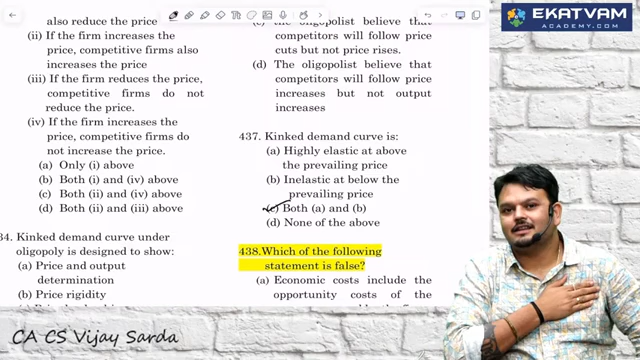 also reduce the price
(ii) If the firm increases the
price, competitive firms also
increases the price
(iii) If the firm reduces the price,
competitive firms do not
reduce the price.
(iv) If the firm increases the
price, competitive firms do
not increase the price.
(a) Only (i) above
(b) Both (i) and (iv) above
(c) Both (ii) and (iv) above
(d) Both (ii) and (iii) above
34. Kinked demand curve under
oligopoly is designed to show:
(a) Price and output
determination
(b) Price rigidity
(c) The oligopolist believe that
competitors will follow price
cuts but not price rises.
(d) The oligopolist believe that
competitors will follow price
increases but not output
increases
437. Kinked demand curve is:
(a) Highly elastic at above
the prevailing price
(b) Inelastic at below the
prevailing price
(c) Both (a) and (b)
(d) None of the above
438.Which of the following
statement is false?
(a) Economic costs include the
opportunity costs of the
EKATVAM
ACADEMY.COM
CA CS Vijay Sarda